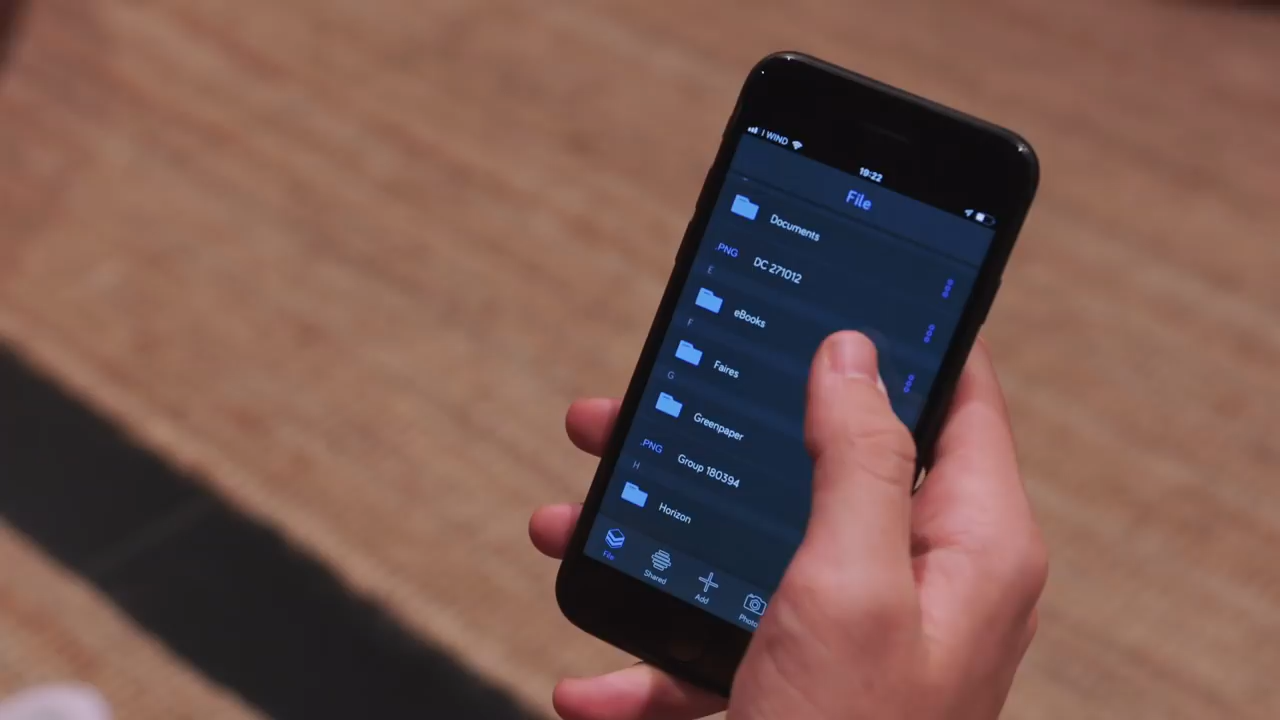 I WIND
19:22
File
Documents
.PNG DC 271012
E
eBooks
F
Faires
G
Greenpaper
.PNG Group 180394
H
Horizon
File Shared Add Photo